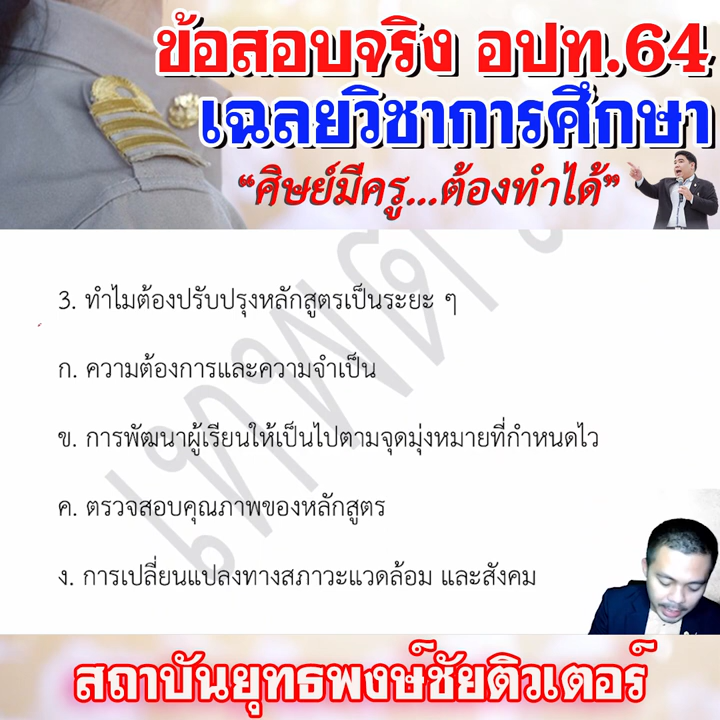 ข้อสอบจริง อปท.64
เฉลยวิชาการศึกษา
“ศิษย์มีครู...ต้องทำได้”
3. ทำไมต้องปรับปรุงหลักสูตรเป็นระยะ ๆ
ก. ความต้องการและความจำเป็น
ข. การพัฒนาผู้เรียนให้เป็นไปตามจุดมุ่งหมายที่กำหนดไว
ค. ตรวจสอบคุณภาพของหลักสูตร
ง. การเปลี่ยนแปลงทางสภาวะแวดล้อม และสังคม
สถาบันยุทธพงษ์ชัยติวเตอร์